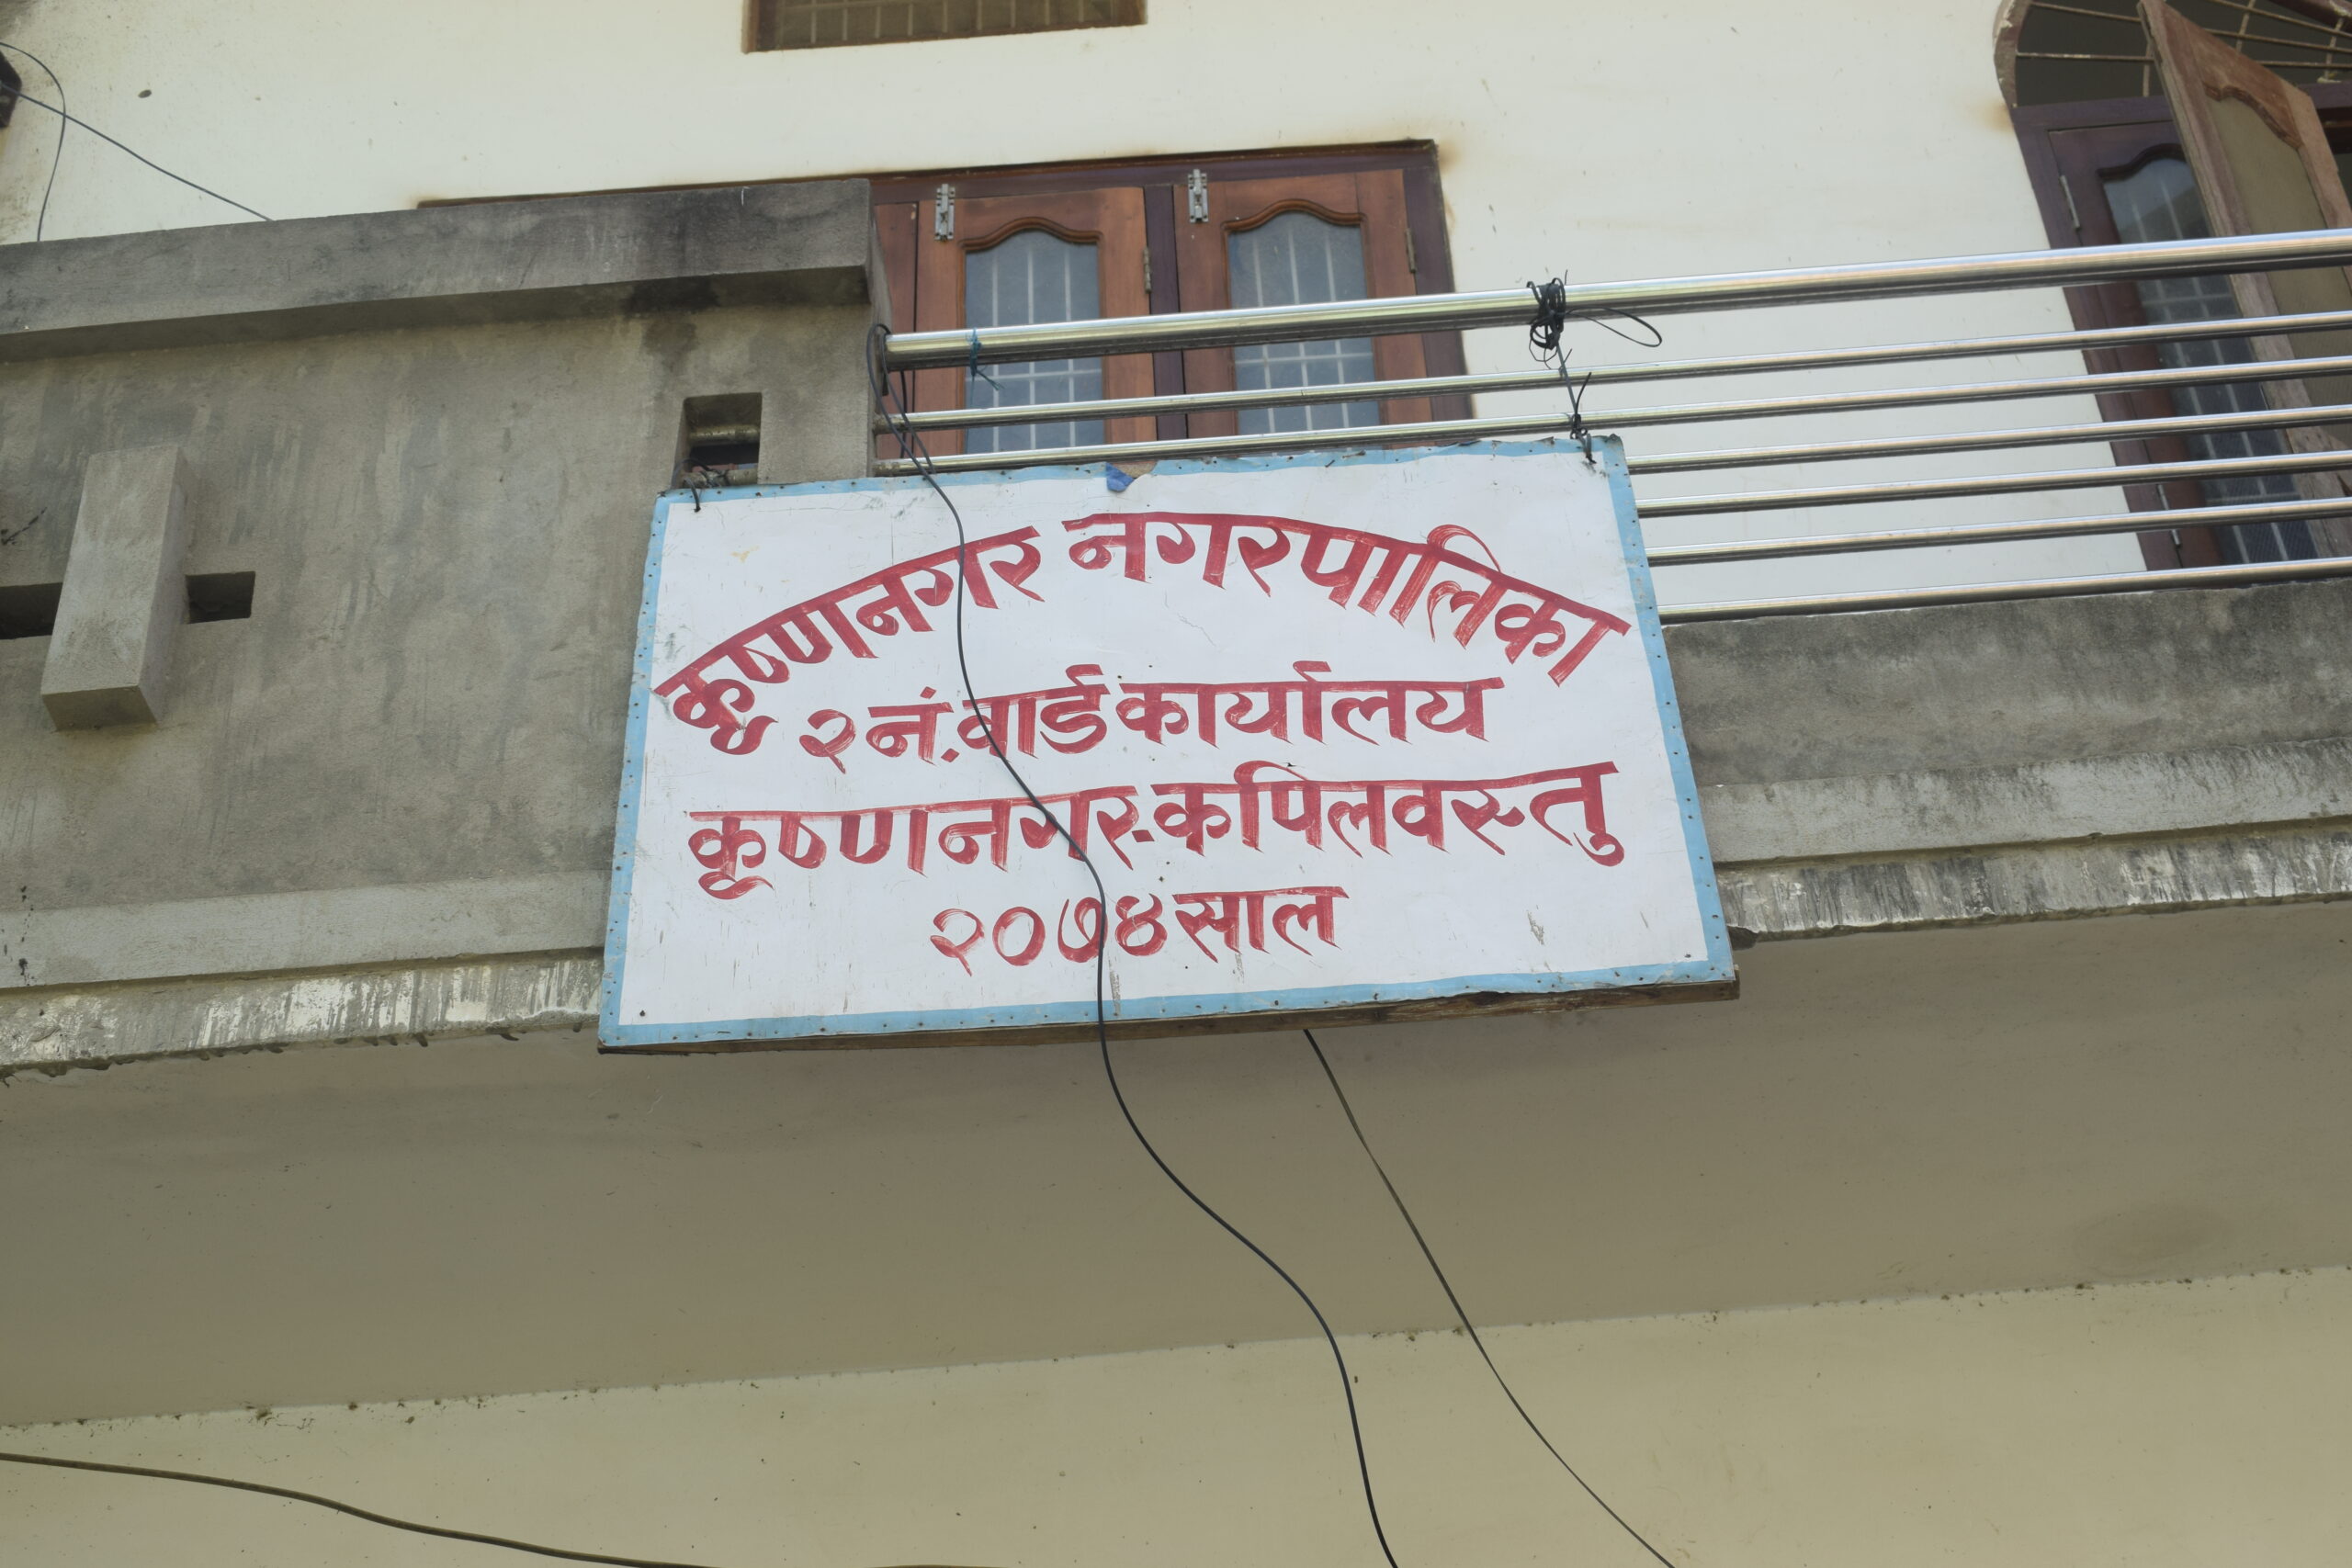 कृष्णनगर नगरपालिका
२ नं. वार्ड कार्यालय
कृष्णनगर-कपिलवस्तु
२०७४ साल